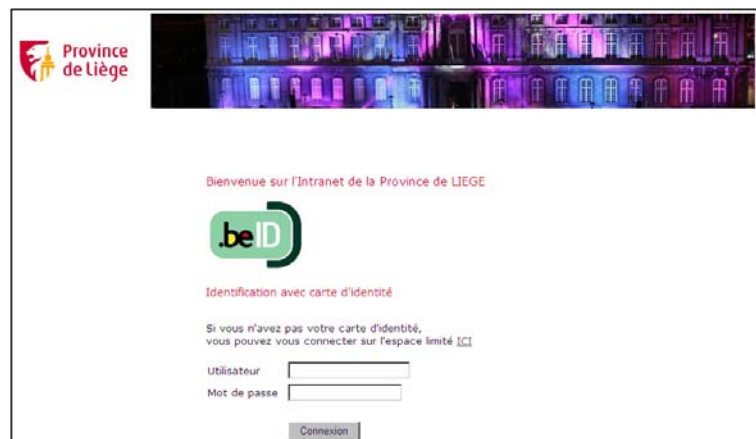 Province
de Liège
Bienvenue sur l'Intranet de la Province de LIEGE
.beID
Identification avec carte d'identité
Si vous n'avez pas votre carte d'identité,
vous pouvez vous connecter sur l'espace limité ICI
Utilisateur
Mot de passe
Connexion